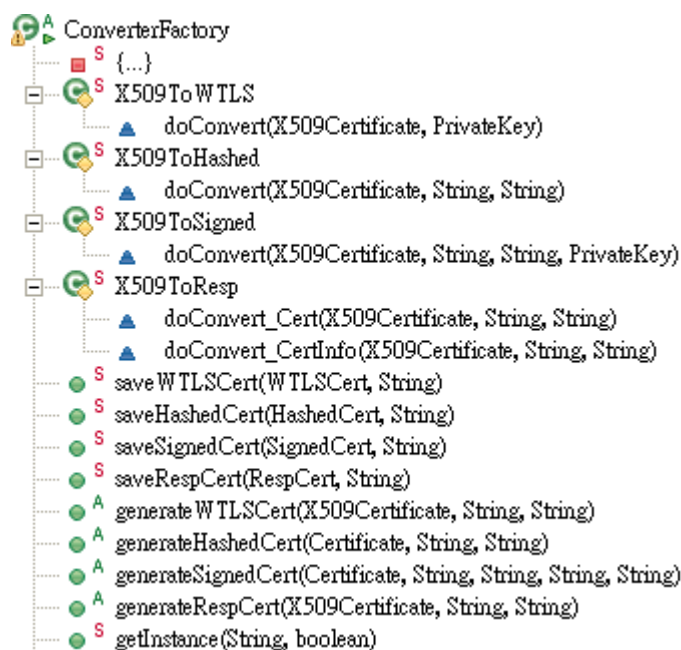 A ConverterFactory
S {...}
S X509ToWTLS
doConvert(X509Certificate, PrivateKey)
S X509ToHashed
doConvert(X509Certificate, String, String)
S X509ToSigned
doConvert(X509Certificate, String, String, PrivateKey)
S X509ToResp
doConvert_Cert(X509Certificate, String, String)
doConvert_CertInfo(X509Certificate, String, String)
S saveWTLSCert(WTLSCert, String)
S saveHashedCert(HashedCert, String)
S saveSignedCert(SignedCert, String)
S saveRespCert(RespCert, String)
A generateWTLSCert(X509Certificate, String, String)
A generateHashedCert(Certificate, String, String)
A generateSignedCert(Certificate, String, String, String, String)
A generateRespCert(X509Certificate, String, String)
S getInstance(String, boolean)